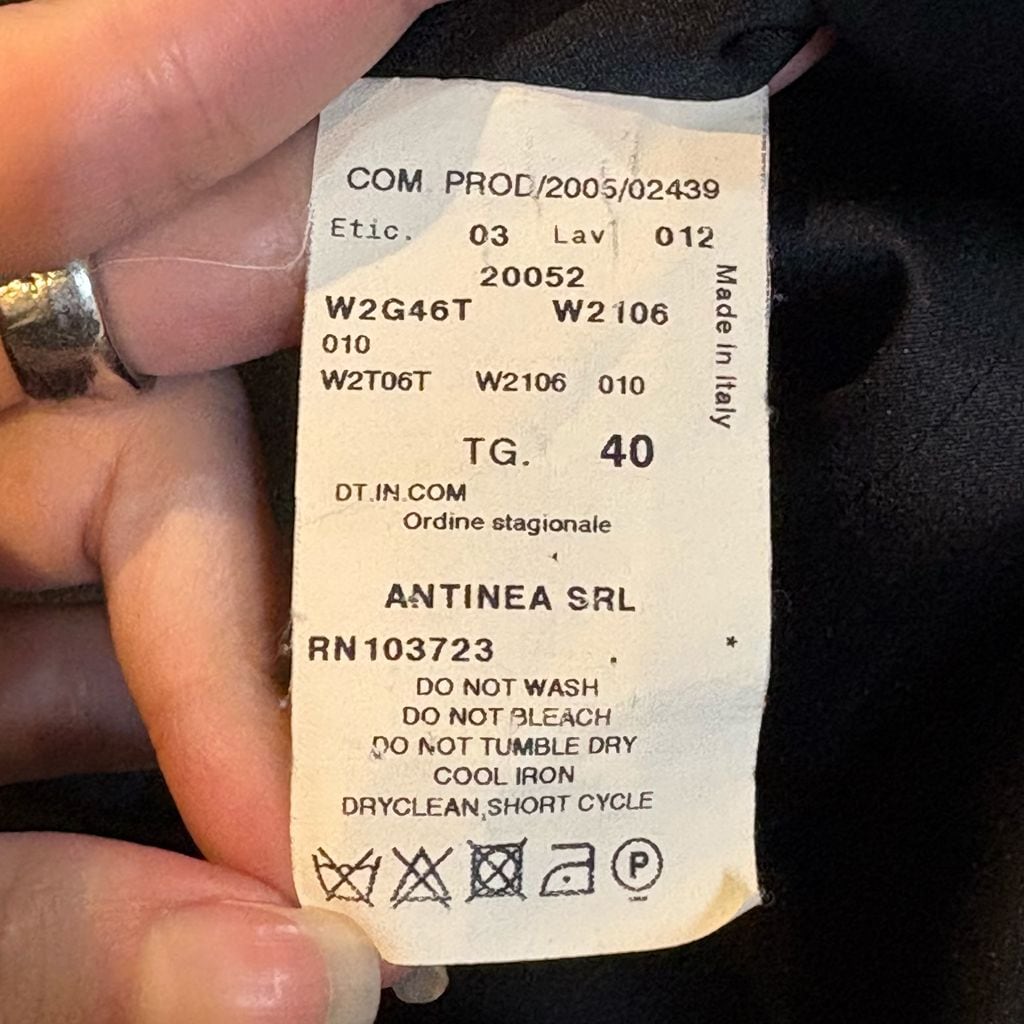 COM PROD/2005/02439
Etic. 03 Lav 012
20052
W2G46T W2106
010
W2T06T W2106 010
Made in Italy
TG. 40
DT.IN.COM
Ordine stagionale
ANTINEA SRL
RN103723 *
DO NOT WASH
DO NOT BLEACH
DO NOT TUMBLE DRY
COOL IRON
DRYCLEAN,SHORT CYCLE
P